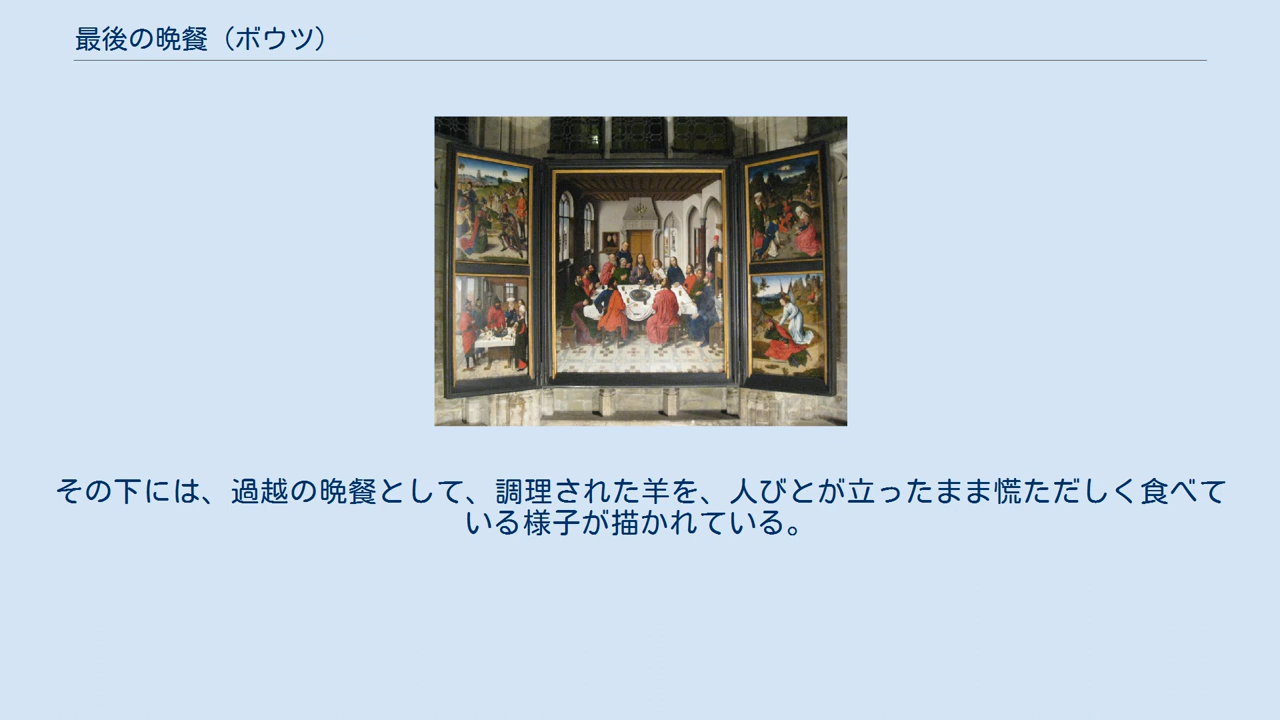 最後の晩餐（ボウツ）
その下には、過越の晩餐として、調理された羊を、人びとが立ったまま慌ただしく食べて
いる様子が描かれている。